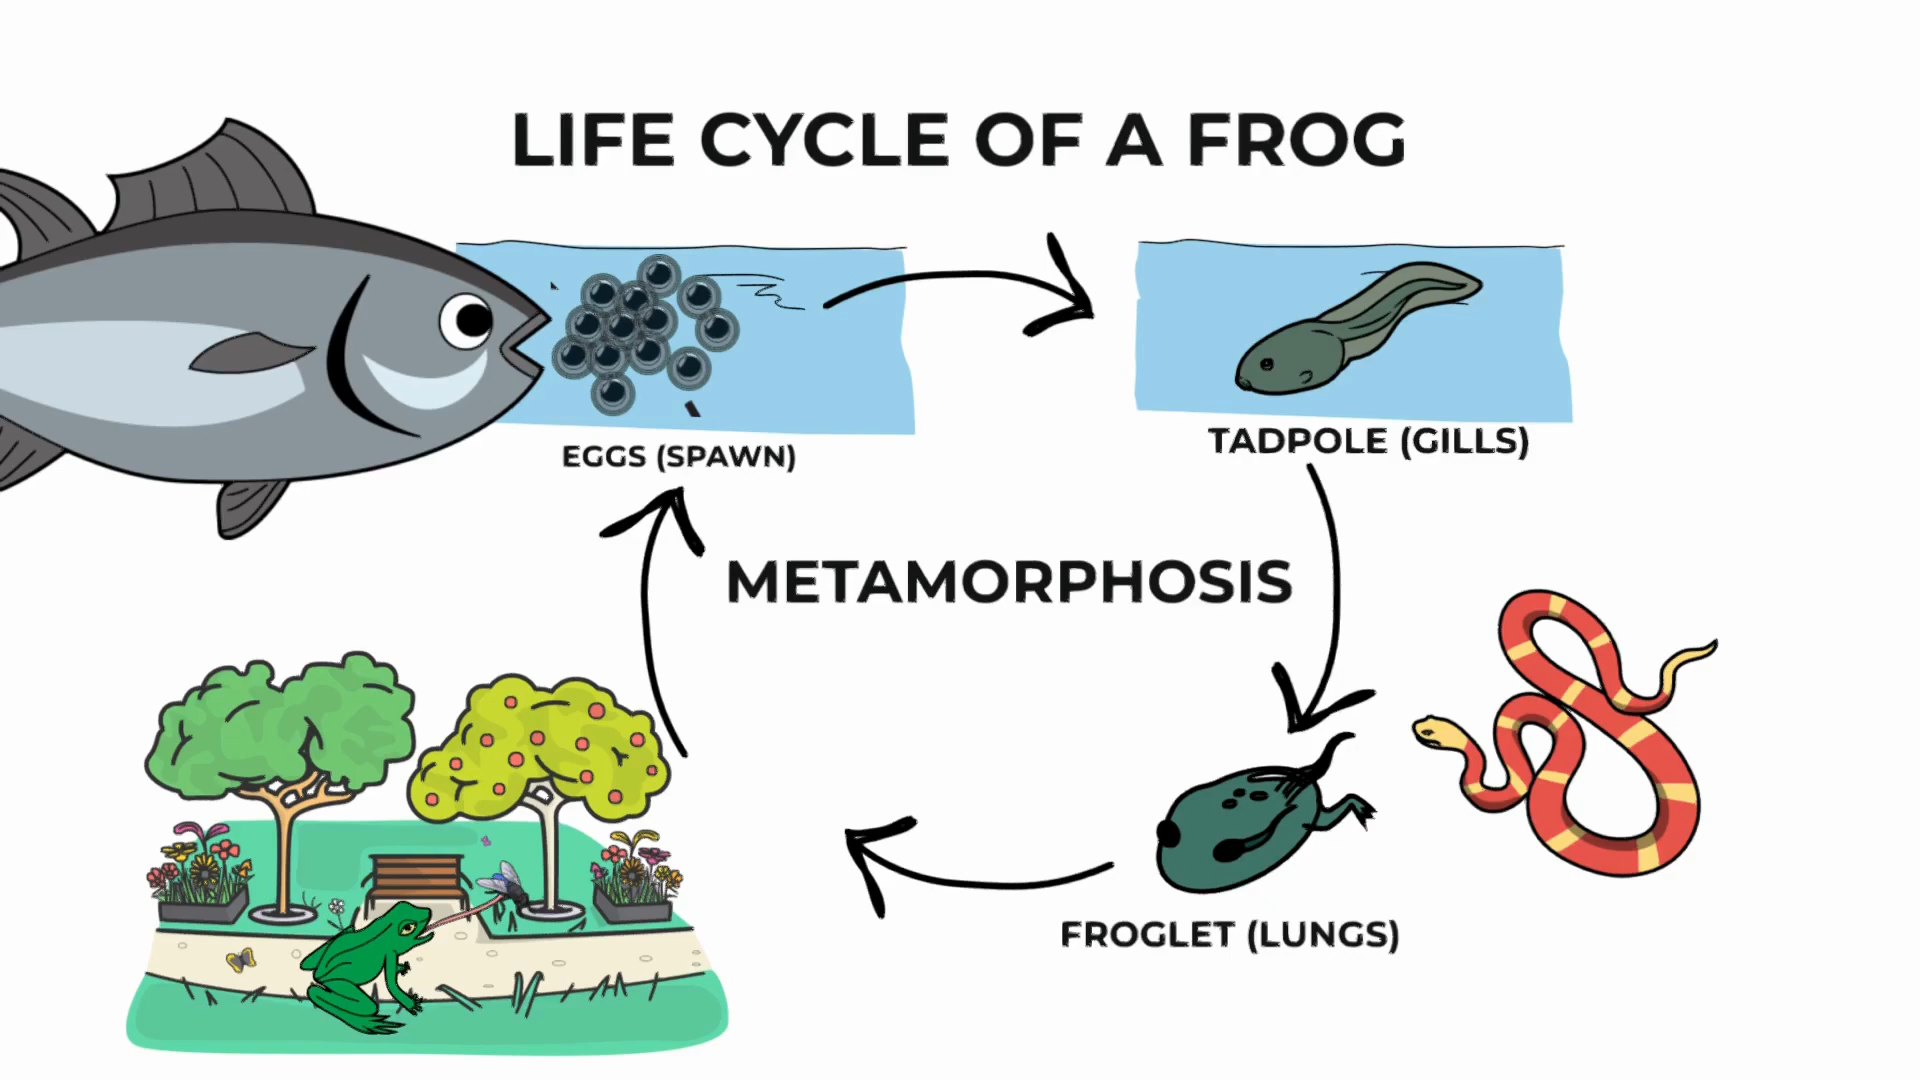 LIFE CYCLE OF A FROG
EGGS (SPAWN)
TADPOLE (GILLS)
METAMORPHOSIS
FROGLET (LUNGS)